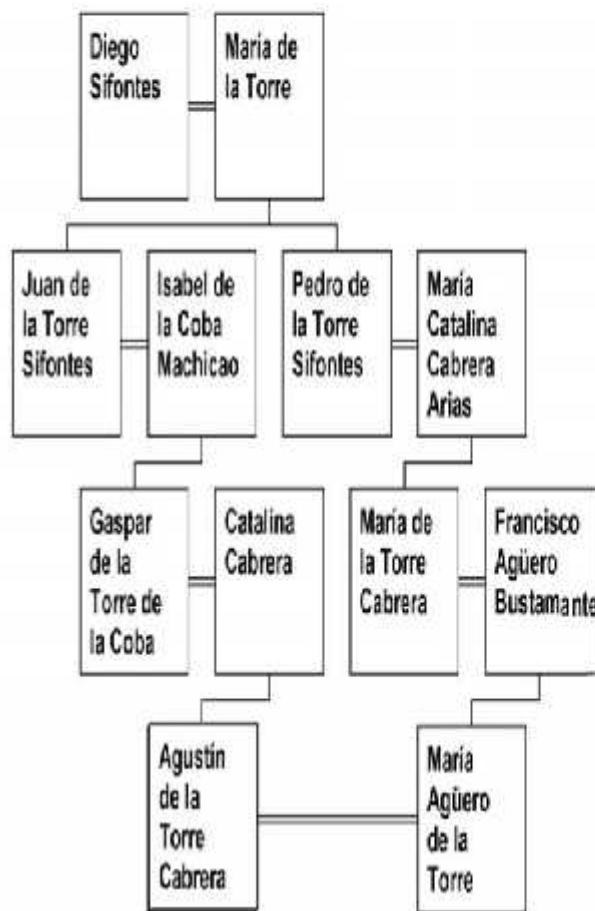 Diego
Sifontes
María de
la Torre
Juan de
la Torre
Sifontes
Isabel de
la Coba
Machicao
Pedro de
la Torre
Sifontes
María
Catalina
Cabrera
Arias
Gaspar
de la
Torre de
la Coba
Catalina
Cabrera
María de
la Torre
Cabrera
Francisco
Agüero
Bustamante
Agustín
de la
Torre
Cabrera
María
Agüero
de la
Torre